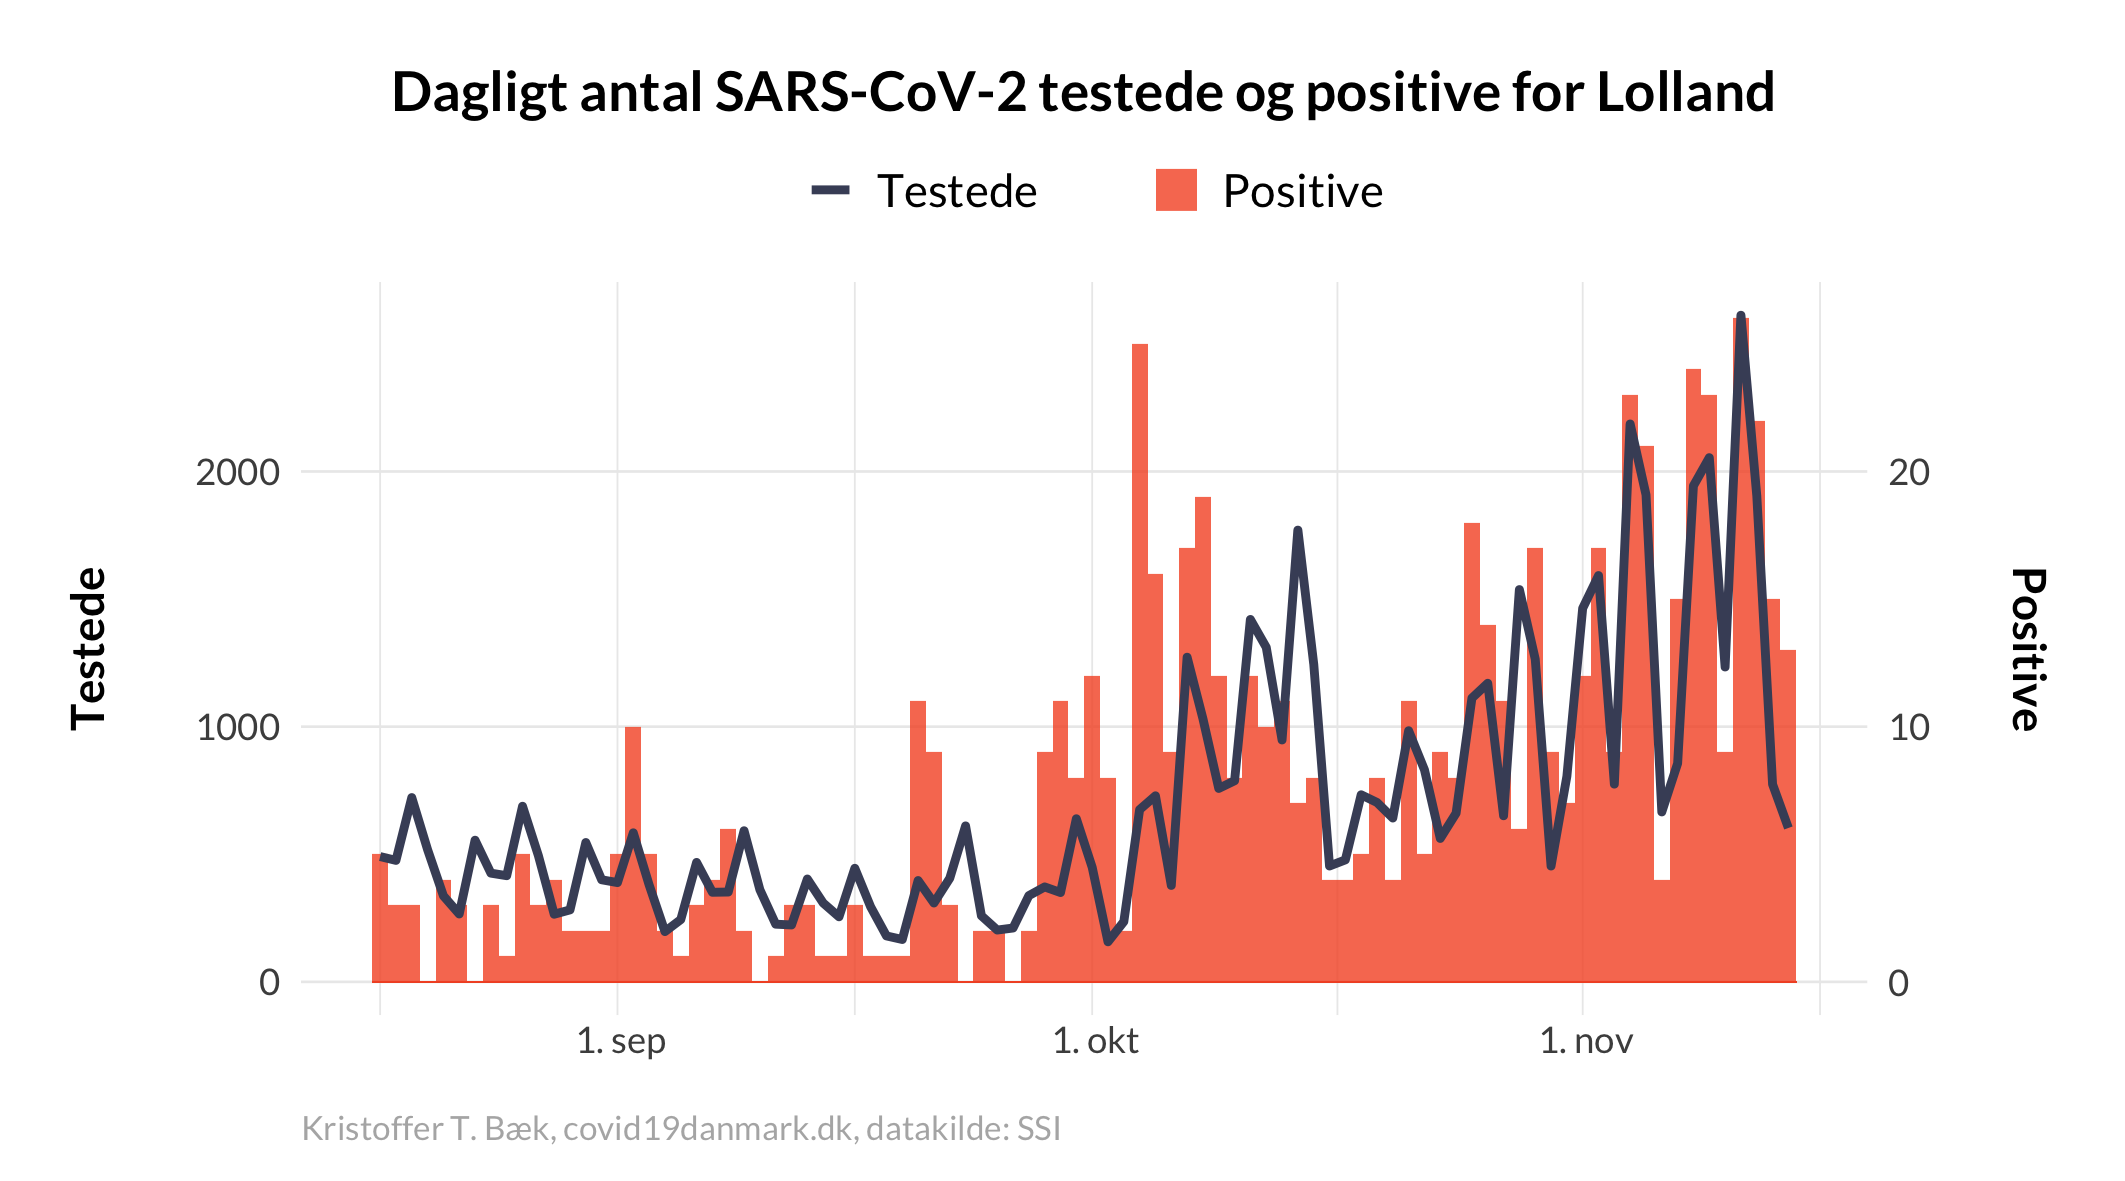 Dagligt antal SARS-CoV-2 testede og positive for Lolland
Testede
Positive
2000
1000
0
Testede
20
10
0
Positive
1. sep
1. okt
1. nov
Kristoffer T. Bæk, covid19danmark.dk, datakilde: SSI